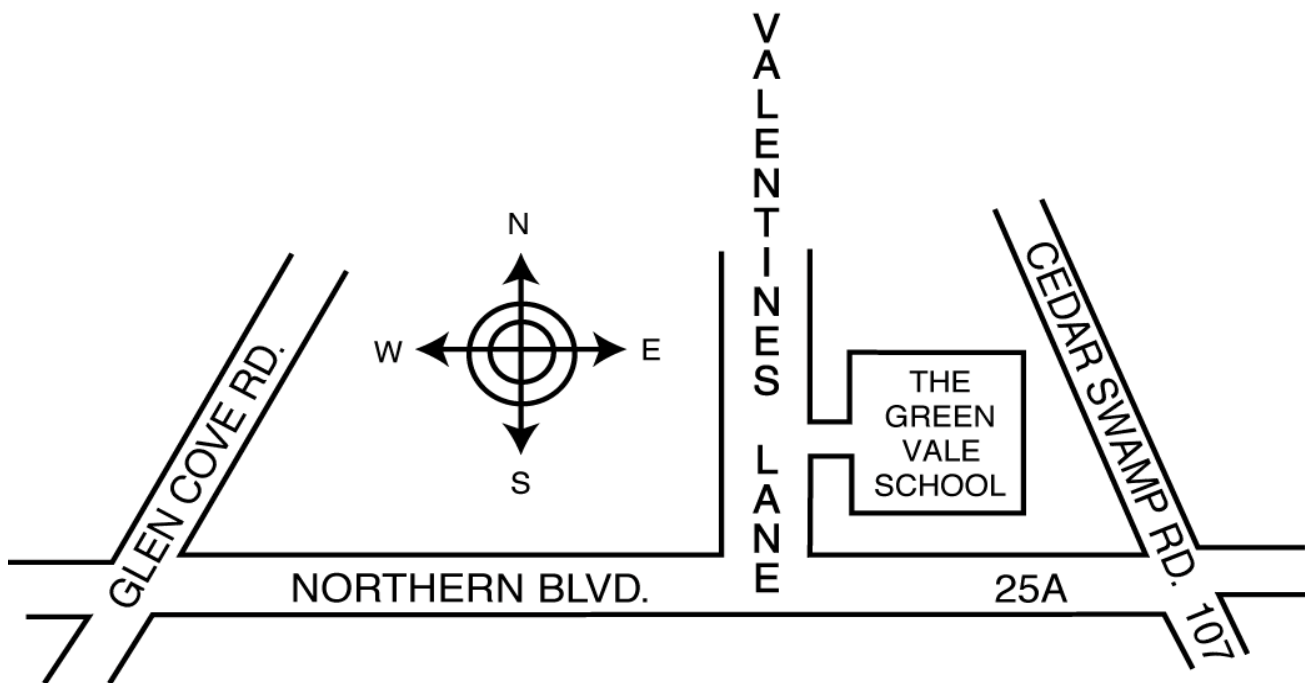 VALENTINES LANE
N
W
E
S
GLEN COVE RD.
CEDAR SWAMP RD. 107
THE
GREEN
VALE
SCHOOL
NORTHERN BLVD.
25A